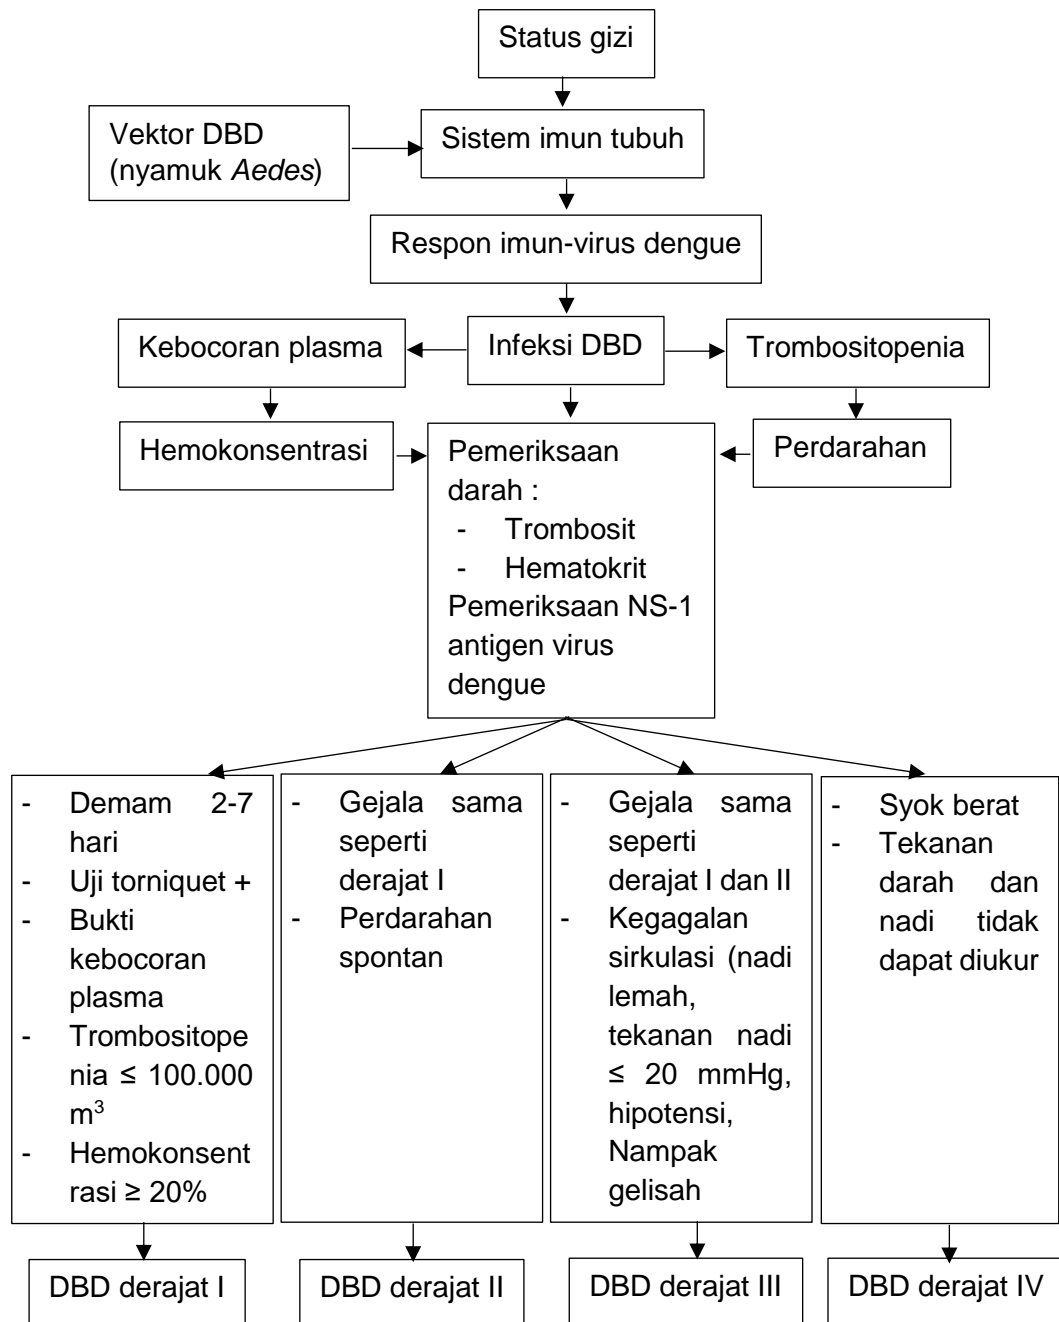 Status gizi
Vektor DBD
(nyamuk Aedes)
Sistem imun tubuh
Respon imun-virus dengue
Kebocoran plasma
Infeksi DBD
Trombositopenia
Hemokonsentrasi
Pemeriksaan
darah :
- Trombosit
- Hematokrit
Pemeriksaan NS-1
antigen virus
dengue
Perdarahan
- Demam 2-7
hari
- Uji torniquet +
- Bukti
kebocoran
plasma
- Trombositope
nia ≤ 100.000
m³
- Hemokonsent
rasi ≥ 20%
- Gejala sama
seperti
derajat I
- Perdarahan
spontan
- Gejala sama
seperti
derajat I dan II
- Kegagalan
sirkulasi (nadi
lemah,
tekanan nadi
≤ 20 mmHg,
hipotensi,
Nampak
gelisah
- Syok berat
- Tekanan
darah dan
nadi tidak
dapat diukur
DBD derajat I
DBD derajat II
DBD derajat III
DBD derajat IV